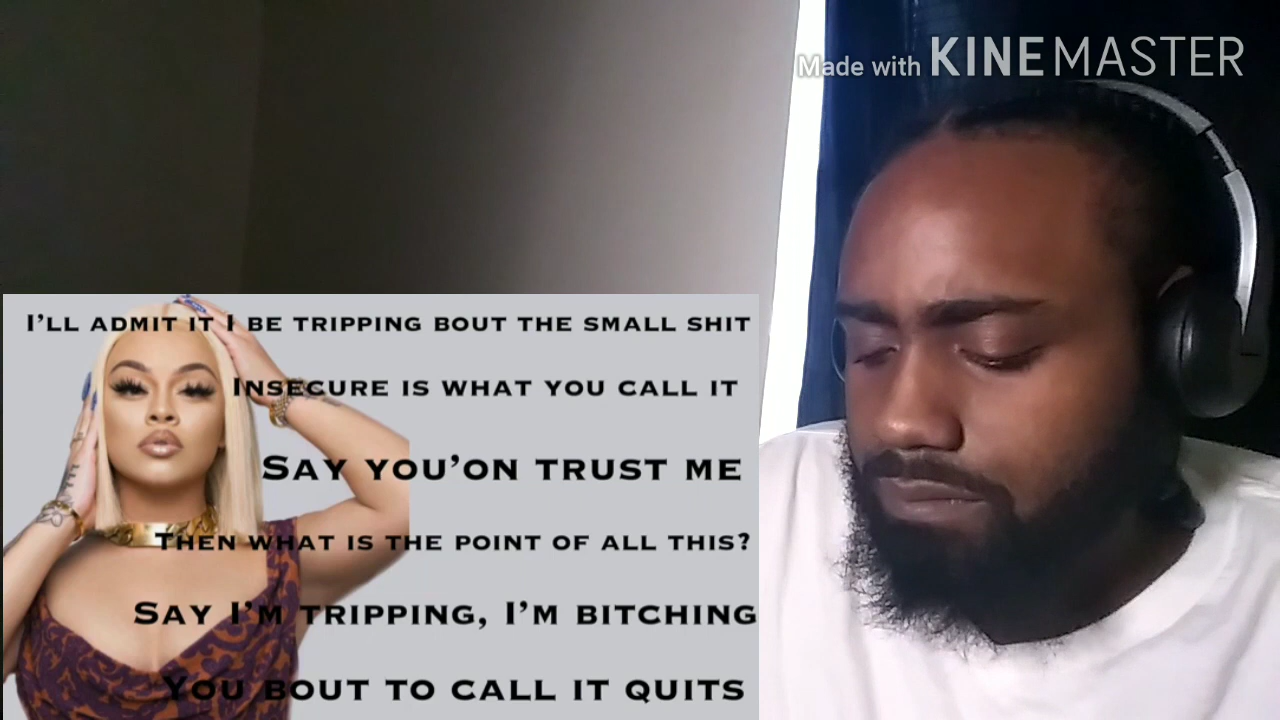 Made with KINEMASTER
I'LL ADMIT IT I BE TRIPPING BOUT THE SMALL SHIT
INSECURE IS WHAT YOU CALL IT
SAY YOU'ON TRUST ME
THEN WHAT IS THE POINT OF ALL THIS?
SAY I'M TRIPPING, I'M BITCHING
YOU BOUT TO CALL IT QUITS